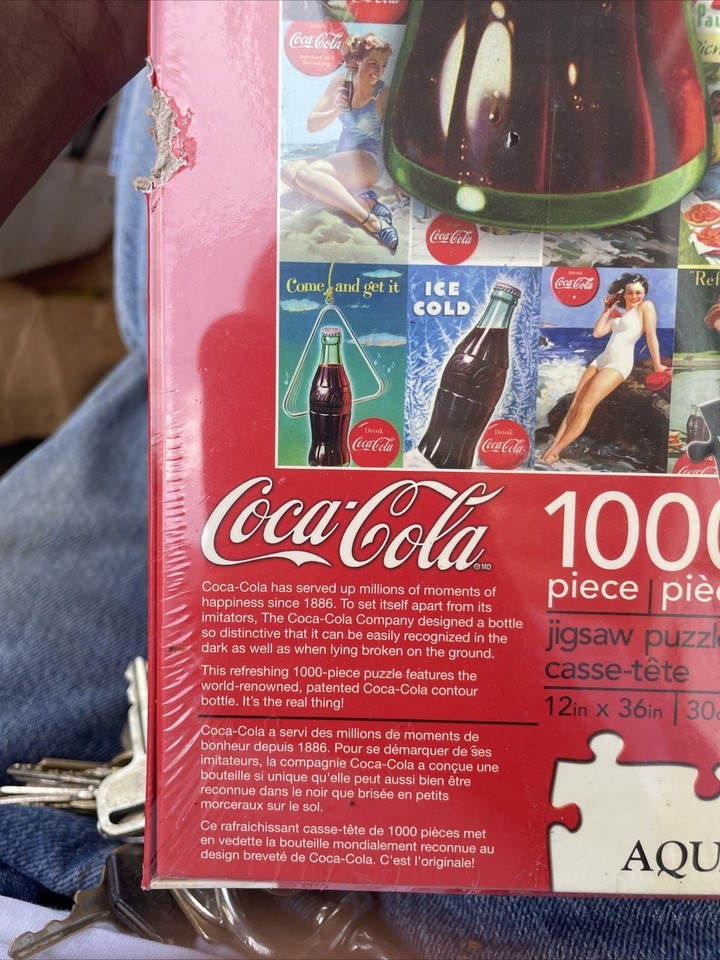 Coca-Cola
Drink
Coca-Cola
Delicious and
Refreshing
Coca-Cola
Come and get it
ICE
COLD
DRINK
Coca-Cola
Drink
Coca-Cola
Drink
Coca-Cola
Coca-Cola
Coca-Cola
1000
piece | pièc
jigsaw puzzle
casse-tête
12in x 36in | 30c
Coca-Cola has served up millions of moments of
happiness since 1886. To set itself apart from its
imitators, The Coca-Cola Company designed a bottle
so distinctive that it can be easily recognized in the
dark as well as when lying broken on the ground.
This refreshing 1000-piece puzzle features the
world-renowned, patented Coca-Cola contour
bottle. It's the real thing!
Coca-Cola a servi des millions de moments de
bonheur depuis 1886. Pour se démarquer de ses
imitateurs, la compagnie Coca-Cola a conçue une
bouteille si unique qu'elle peut aussi bien être
reconnue dans le noir que brisée en petits
morceraux sur le sol.
Ce rafraichissant casse-tête de 1000 pièces met
en vedette la bouteille mondialement reconnue au
design breveté de Coca-Cola. C'est l'originale!
AQU